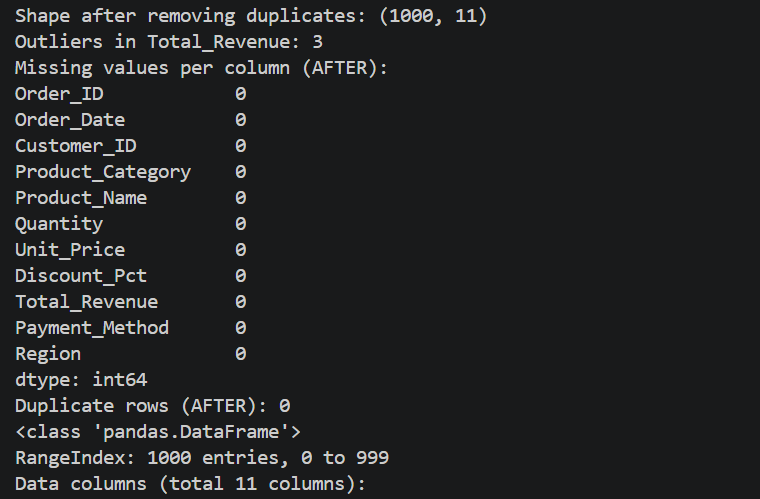 Shape after removing duplicates: (1000, 11)
Outliers in Total_Revenue: 3
Missing values per column (AFTER):
Order_ID            0
Order_Date          0
Customer_ID         0
Product_Category    0
Product_Name        0
Quantity            0
Unit_Price          0
Discount_Pct        0
Total_Revenue       0
Payment_Method      0
Region              0
dtype: int64
Duplicate rows (AFTER): 0
<class 'pandas.DataFrame'>
RangeIndex: 1000 entries, 0 to 999
Data columns (total 11 columns):